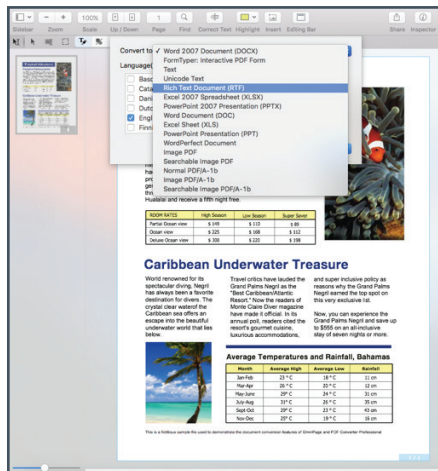 100%
1
Sidebar Zoom Scale Up / Down Page Find Correct Text Highlight Insert Editing Bar Share Inspector
Convert to
✓ Word 2007 Document (DOCX)
FormTyper: Interactive PDF Form
Text
Unicode Text
Rich Text Document (RTF)
Excel 2007 Spreadsheet (XLSX)
PowerPoint 2007 Presentation (PPTX)
Word Document (DOC)
Excel Sheet (XLS)
PowerPoint Presentation (PPT)
WordPerfect Document
Image PDF
Searchable Image PDF
Normal PDF/A-1b
Image PDF/A-1b
Searchable Image PDF/A-1b
Language(
Basq
Cata
Dani
Dutc
Engl
Finni
Hualalai and receive a fifth night free.
ROOM RATES High Season Low Season Super Saver
Partial Ocean view $ 149 $ 110 $ 89
Ocean view $ 225 $ 168 $ 112
Deluxe Ocean view $ 300 $ 220 $ 198
Caribbean Underwater Treasure
World renowned for its
spectacular diving, Negril
has always been a favorite
destination for divers. The
crystal clear waterof the
Caribbean sea offers an
escape into the beautiful
underwater world that lies
below.
Travel critics have lauded the
Grand Palms Negril as the
"Best Caribbean/Atlantic
Resort." Now the readers of
Monte Claire Diver magazine
have made it official. In its
annual poll, readers cited the
resort's gourmet cuisine,
luxurious accommodations,
and super inclusive policy as
reasons why the Grand Palms
Negril earned the top spot on
this very exclusive list.
Now, you can experience the
Grand Palms Negril and save up
to $555 on an all-inclusive
stay of seven nights or more.
Average Temperatures and Rainfall, Bahamas
Month Average High Average Low Rainfall
Jan-Feb 23 ° C 18 ° C 11 cm
Mar-Apr 26 ° C 20 ° C 12 cm
May-June 29° C 24 ° C 31 cm
July-Aug 31° C 26 ° C 35 cm
Sept-Oct 29° C 22 ° C 43 cm
Nov-Dec 25° C 19 ° C 16 cm
This is a fictitious sample file used to demonstrate the document conversion features of OmniPage and PDF Converter Professional
1 / 1